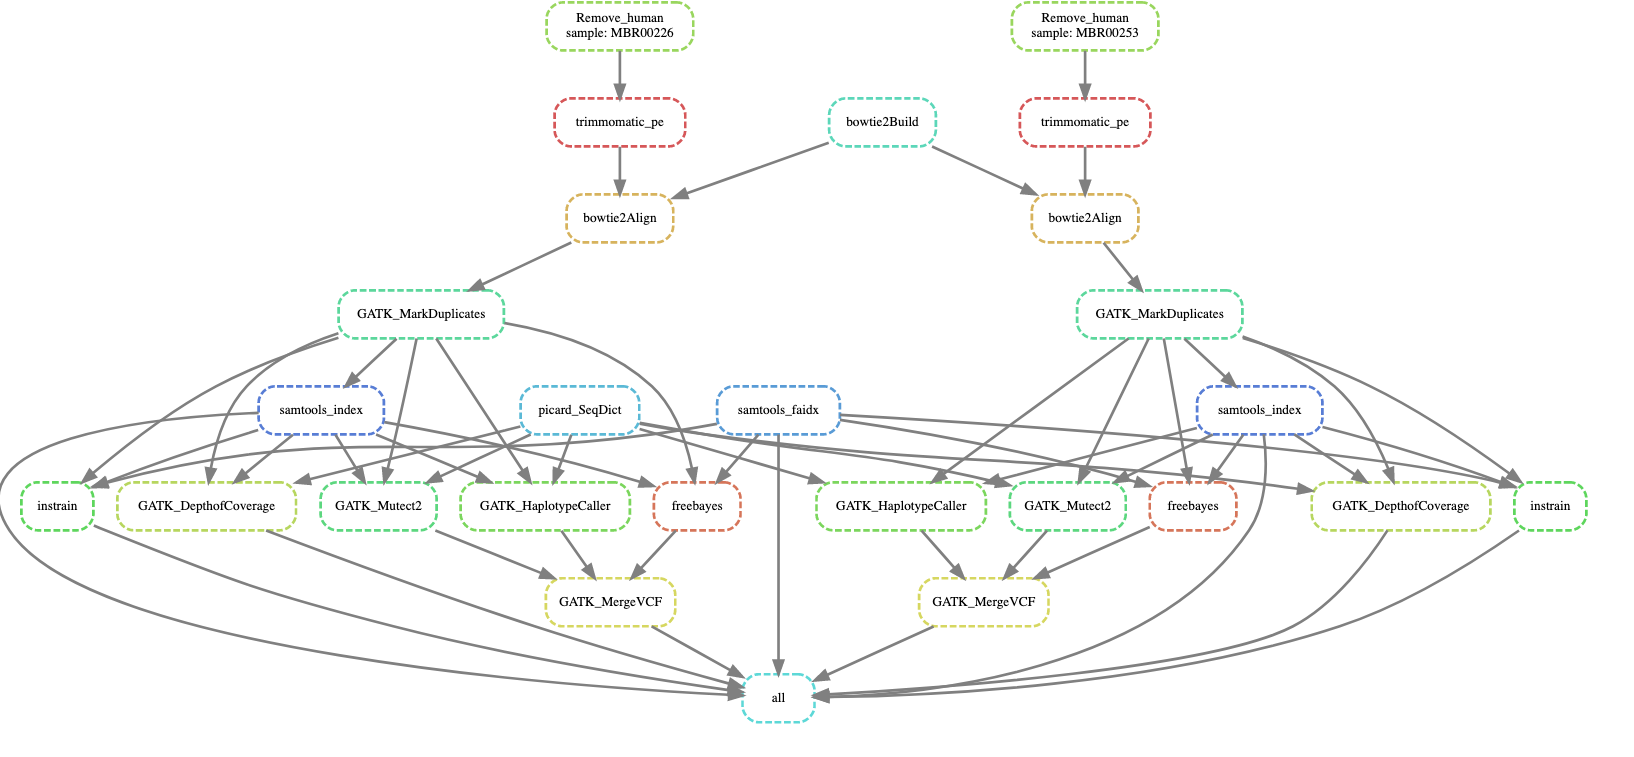 Remove_human
sample: MBR00226
Remove_human
sample: MBR00253
trimmomatic_pe
bowtie2Build
trimmomatic_pe
bowtie2Align
bowtie2Align
GATK_MarkDuplicates
GATK_MarkDuplicates
samtools_index
picard_SeqDict
samtools_faidx
samtools_index
instrain
GATK_DepthofCoverage
GATK_Mutect2
GATK_HaplotypeCaller
freebayes
GATK_HaplotypeCaller
GATK_Mutect2
freebayes
GATK_DepthofCoverage
instrain
GATK_MergeVCF
GATK_MergeVCF
all